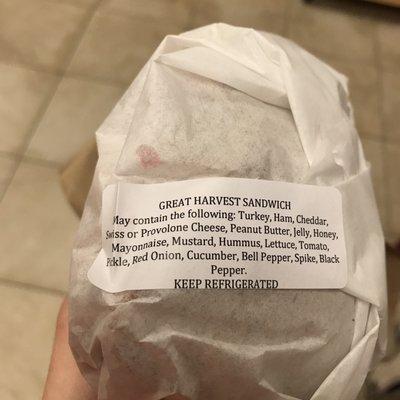 GREAT HARVEST SANDWICH
May contain the following: Turkey, Ham, Cheddar,
Swiss or Provolone Cheese, Peanut Butter, Jelly, Honey,
Mayonnaise, Mustard, Hummus, Lettuce, Tomato,
Pickle, Red Onion, Cucumber, Bell Pepper, Spike, Black
Pepper.
KEEP REFRIGERATED